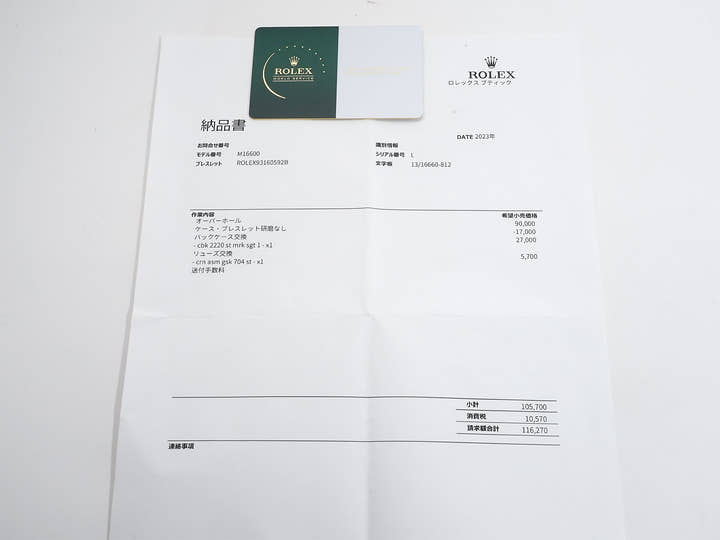 ROLEX
WORLD SERVICE
ROLEX
ロレックス ブティック
納品書
DATE 2023年
お問合せ番号 識別情報
モデル番号 M16600 シリアル番号 L
ブレスレット ROLEX93160592B 文字板 13/16660-812
作業内容 希望小売価格
オーバーホール 90,000
ケース・ブレスレット研磨なし -17,000
バックケース交換 27,000
- cbk 2220 st mrk sgt 1 - x1
リューズ交換 5,700
- crn asm gsk 704 st - x1
送付手数料
小計 105,700
消費税 10,570
請求額合計 116,270
連絡事項